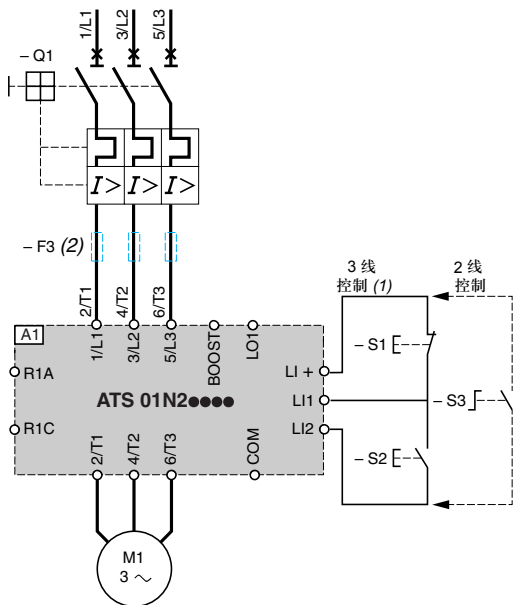 1/L1
3/L2
5/L3
– Q1
I >
I >
I >
– F3 (2)
2/T1
4/T2
6/T3
3 线
控制 (1)
2 线
控制
A1
1/L1
3/L2
5/L3
BOOST
LO1
R1A
LI +
– S1
ATS 01N2●●●●
LI1
– S3
R1C
LI2
2/T1
4/T2
6/T3
COM
– S2
M1
3 ~